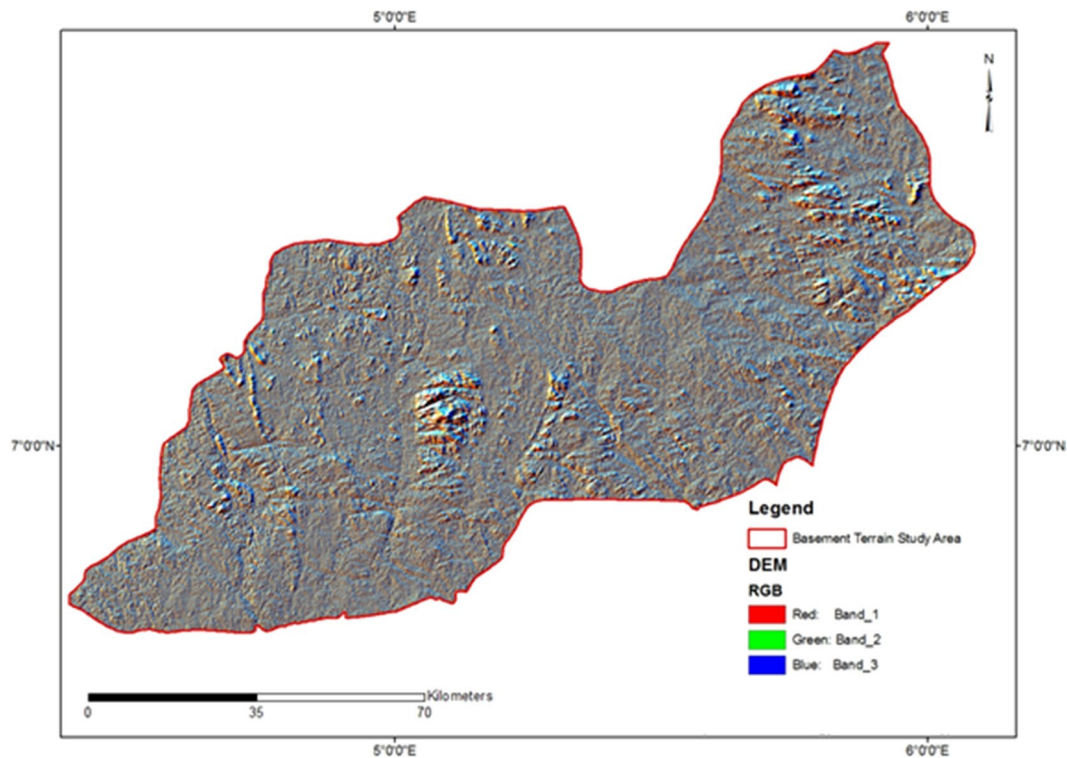 5°0'0"E 6°0'0"E
N
7°0'0"N 7°0'0"N
Legend
Basement Terrain Study Area
DEM
RGB
Red: Band_1
Green: Band_2
Blue: Band_3
Kilometers
0 35 70
5°0'0"E 6°0'0"E